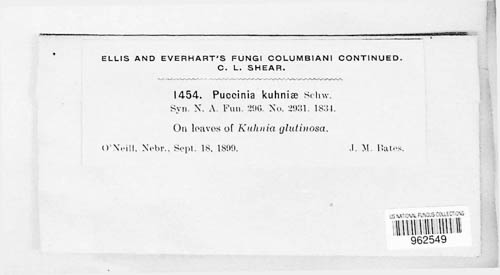 ELLIS AND EVERHART'S FUNGI COLUMBIANI CONTINUED.
C. L. SHEAR.
1454. Puccinia kuhniæ Schw.
Syn. N. A. Fun. 296. No. 2931. 1834.
On leaves of Kuhnia glutinosa.
O'Neill, Nebr., Sept. 18, 1899. J. M. Bates.
US NATIONAL FUNGUS COLLECTIONS
962549